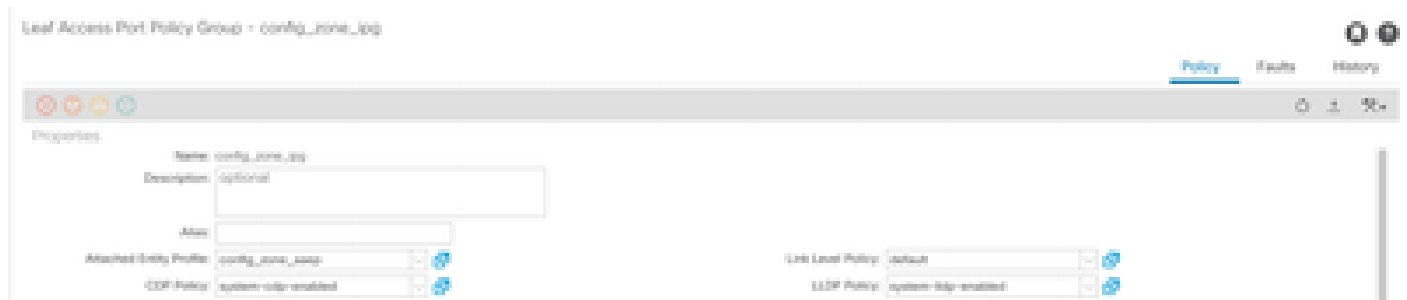 Leaf Access Port Policy Group - config_zone_ipg
Policy Faults History
Properties
Name: config_zone_ipg
Description: optional
Alias:
Attached Entity Profile: config_zone_aaep Link Level Policy: default
CDP Policy: system-cdp-enabled LLDP Policy: system-lldp-enabled